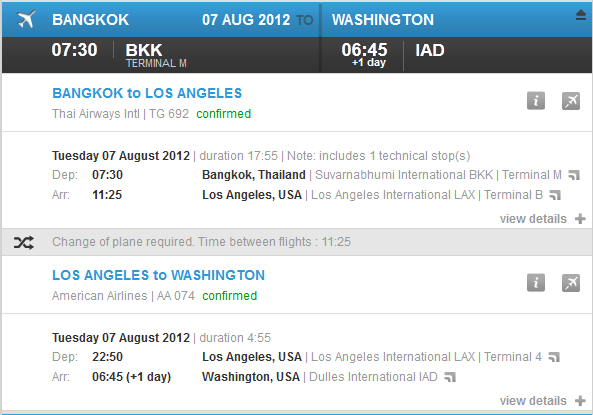 BANGKOK 07 AUG 2012 TO WASHINGTON
07:30 BKK 06:45 IAD
TERMINAL M +1 day
BANGKOK to LOS ANGELES
Thai Airways Intl | TG 692 confirmed
Tuesday 07 August 2012 | duration 17:55 | Note: includes 1 technical stop(s)
Dep: 07:30 Bangkok, Thailand | Suvarnabhumi International BKK | Terminal M
Arr: 11:25 Los Angeles, USA | Los Angeles International LAX | Terminal B
view details
Change of plane required. Time between flights : 11:25
LOS ANGELES to WASHINGTON
American Airlines | AA 074 confirmed
Tuesday 07 August 2012 | duration 4:55
Dep: 22:50 Los Angeles, USA | Los Angeles International LAX | Terminal 4
Arr: 06:45 (+1 day) Washington, USA | Dulles International IAD
view details